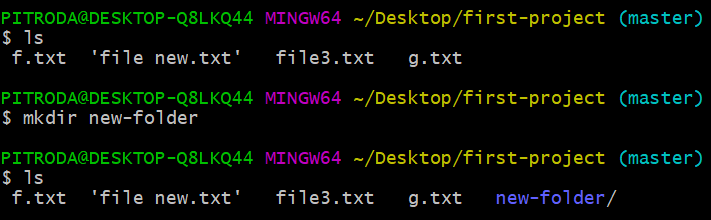 PITRODA@DESKTOP-Q8LKQ44 MINGW64 ~/Desktop/first-project (master)
$ ls
f.txt  'file new.txt'   file3.txt   g.txt
PITRODA@DESKTOP-Q8LKQ44 MINGW64 ~/Desktop/first-project (master)
$ mkdir new-folder
PITRODA@DESKTOP-Q8LKQ44 MINGW64 ~/Desktop/first-project (master)
$ ls
f.txt  'file new.txt'   file3.txt   g.txt   new-folder/